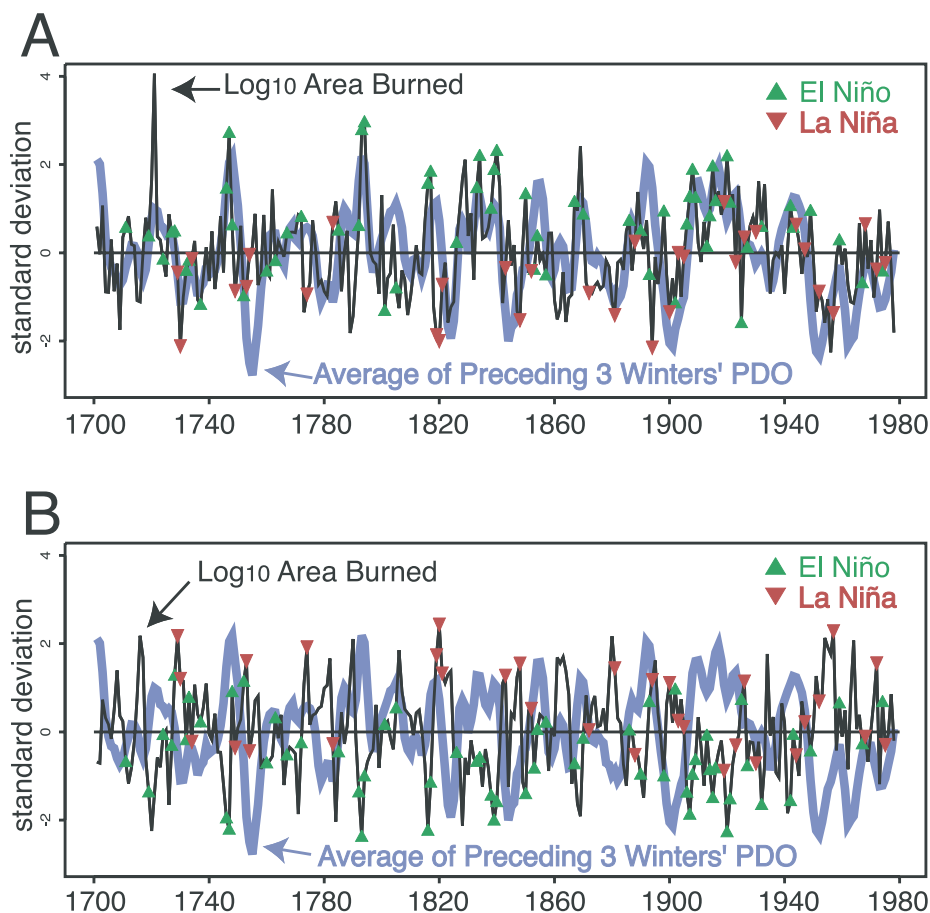 A
Log10 Area Burned
El Niño
La Niña
standard deviation
4
2
0
-2
Average of Preceding 3 Winters' PDO
1700 1740 1780 1820 1860 1900 1940 1980
B
Log10 Area Burned
El Niño
La Niña
standard deviation
4
2
0
-2
Average of Preceding 3 Winters' PDO
1700 1740 1780 1820 1860 1900 1940 1980